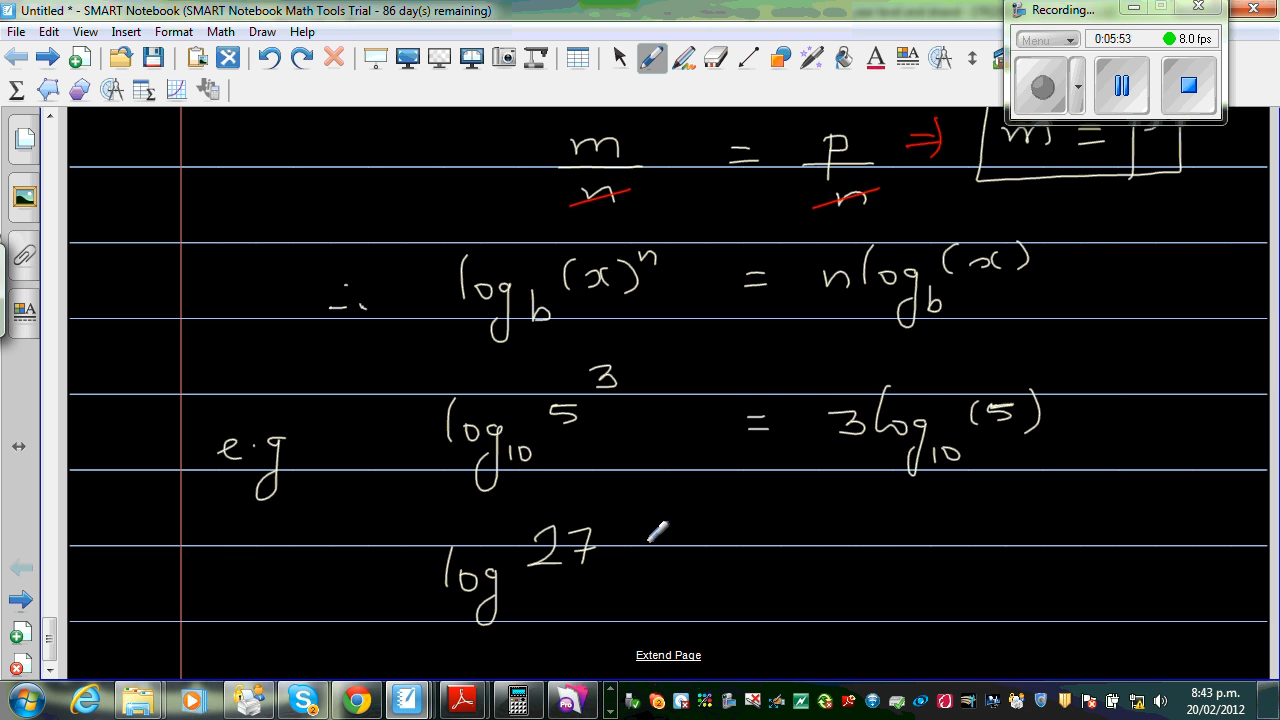 Untitled * - SMART Notebook (SMART Notebook Math Tools Trial - 86 day(s) remaining)
Recording...
File Edit View Insert Format Math Draw Help
Menu 0:05:53 8.0 fps
m/n = p/n ⇒ m = p
∴ log_b (x)^n = n log_b (x)
e.g log_10 5^3 = 3 log_10 (5)
log 27
Extend Page
8:43 p.m.
20/02/2012